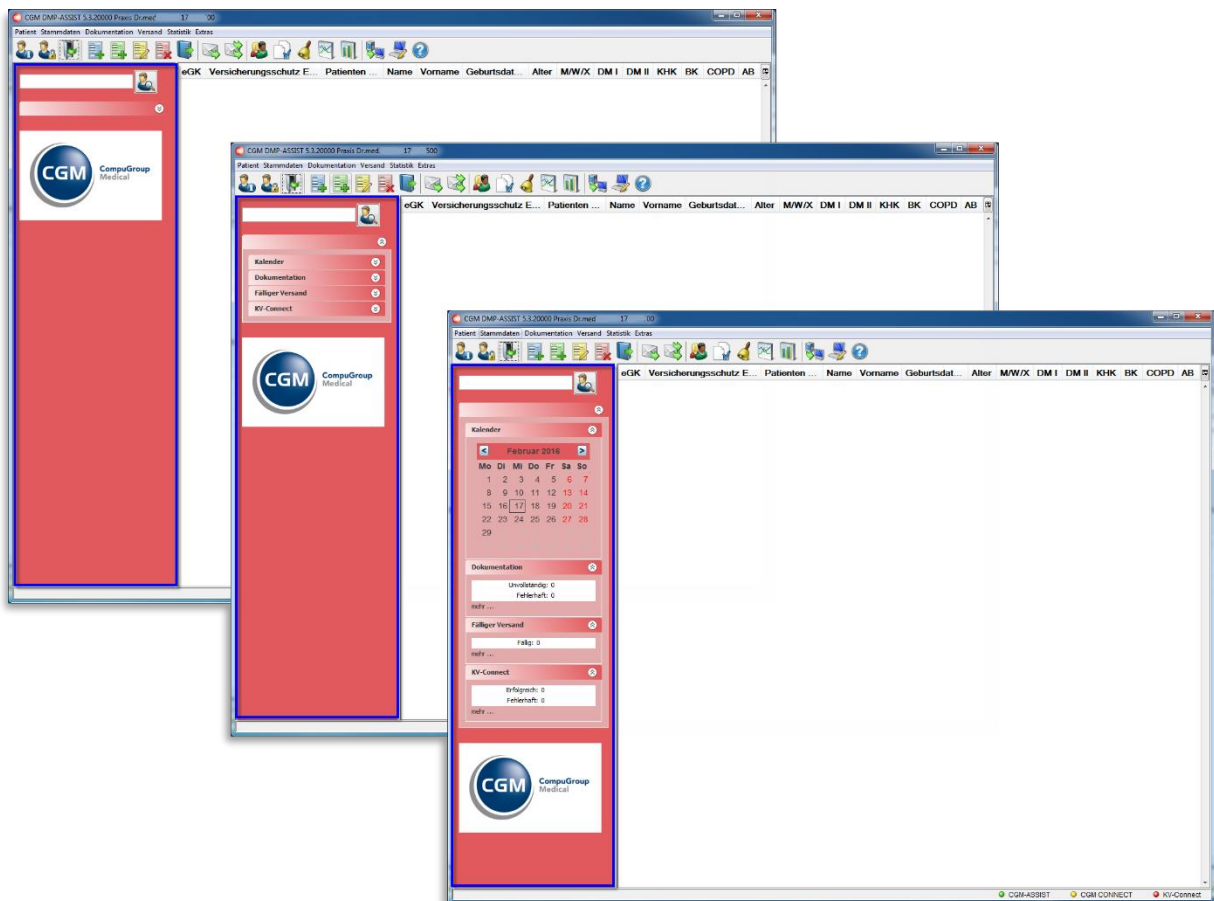 CGM DMP-ASSIST 5.3.20000 Praxis Dr.med 17 00
Patient Stammdaten Dokumentation Versand Statistik Extras
eGK Versicherungsschutz E... Patienten ... Name Vorname Geburtsdat... Alter M/W/X DM I DM II KHK BK COPD AB
CGM CompuGroup
Medical
CGM DMP-ASSIST 5.3.20000 Praxis Dr.med. 17 500
Patient Stammdaten Dokumentation Versand Statistik Extras
eGK Versicherungsschutz E... Patienten ... Name Vorname Geburtsdat... Alter M/W/X DM I DM II KHK BK COPD AB
Kalender
Dokumentation
Fälliger Versand
KV-Connect
CGM CompuGroup
Medical
CGM DMP-ASSIST 5.3.20000 Praxis Dr.med 17 00
Patient Stammdaten Dokumentation Versand Statistik Extras
eGK Versicherungsschutz E... Patienten ... Name Vorname Geburtsdat... Alter M/W/X DM I DM II KHK BK COPD AB
Kalender
Februar 2016
Mo Di Mi Do Fr Sa So
1 2 3 4 5 6 7
8 9 10 11 12 13 14
15 16 17 18 19 20 21
22 23 24 25 26 27 28
29
Dokumentation
Unvollständig: 0
Fehlerhaft: 0
mehr ...
Fälliger Versand
Fällig: 0
mehr ...
KV-Connect
Erfolgreich: 0
Fehlerhaft: 0
mehr ...
CGM CompuGroup
Medical
CGM-ASSIST CGM CONNECT KV-Connect